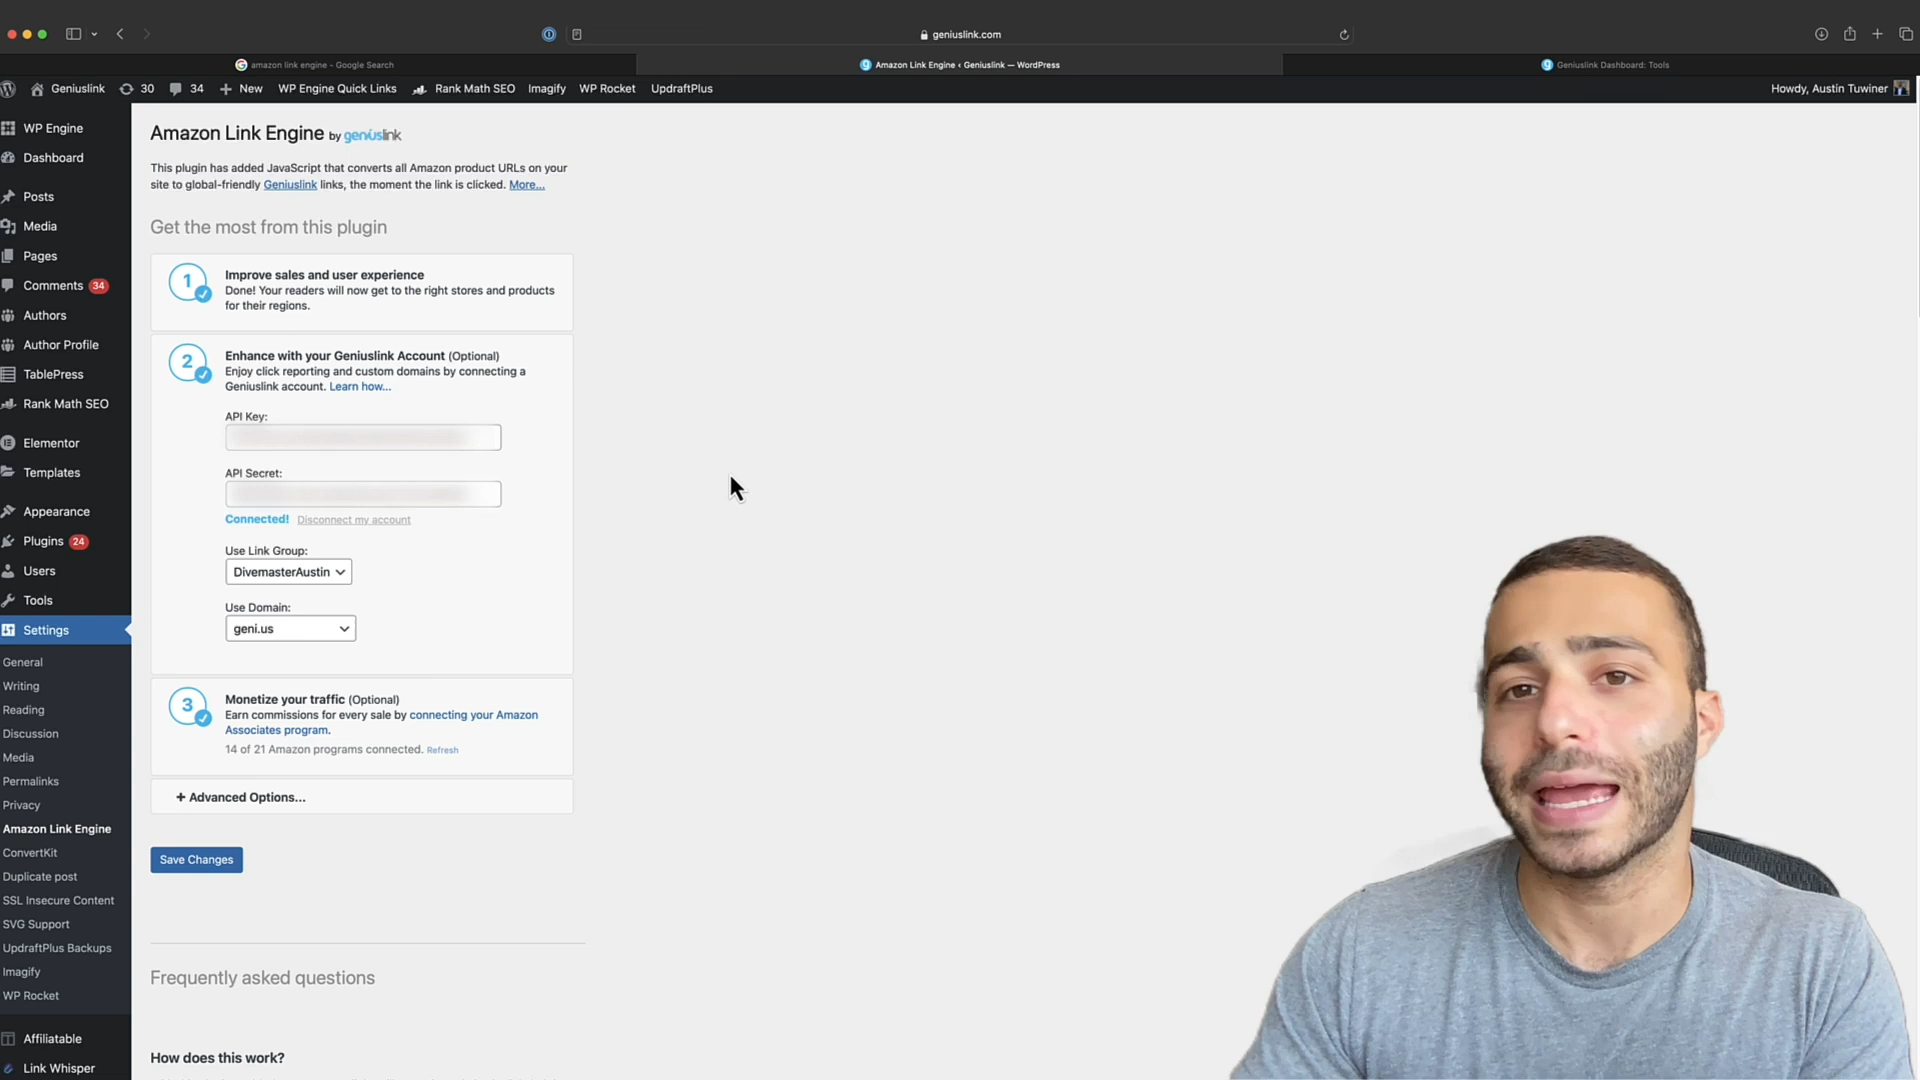 geniuslink.com
amazon link engine - Google Search
Amazon Link Engine ‹ Geniuslink — WordPress
Geniuslink Dashboard: Tools
Geniuslink
30
34
New
WP Engine Quick Links
Rank Math SEO
Imagify
WP Rocket
UpdraftPlus
Howdy, Austin Tuwiner
WP Engine
Dashboard
Posts
Media
Pages
Comments 34
Authors
Author Profile
TablePress
Rank Math SEO
Elementor
Templates
Appearance
Plugins 24
Users
Tools
Settings
General
Writing
Reading
Discussion
Media
Permalinks
Privacy
Amazon Link Engine
ConvertKit
Duplicate post
SSL Insecure Content
SVG Support
UpdraftPlus Backups
Imagify
WP Rocket
Affiliatable
Link Whisper
Amazon Link Engine by geniuslink
This plugin has added JavaScript that converts all Amazon product URLs on your
site to global-friendly Geniuslink links, the moment the link is clicked. More...
Get the most from this plugin
1
Improve sales and user experience
Done! Your readers will now get to the right stores and products
for their regions.
2
Enhance with your Geniuslink Account (Optional)
Enjoy click reporting and custom domains by connecting a
Geniuslink account. Learn how...
API Key:
API Secret:
Connected! Disconnect my account
Use Link Group:
DivemasterAustin
Use Domain:
geni.us
3
Monetize your traffic (Optional)
Earn commissions for every sale by connecting your Amazon
Associates program.
14 of 21 Amazon programs connected. Refresh
+ Advanced Options...
Save Changes
Frequently asked questions
How does this work?